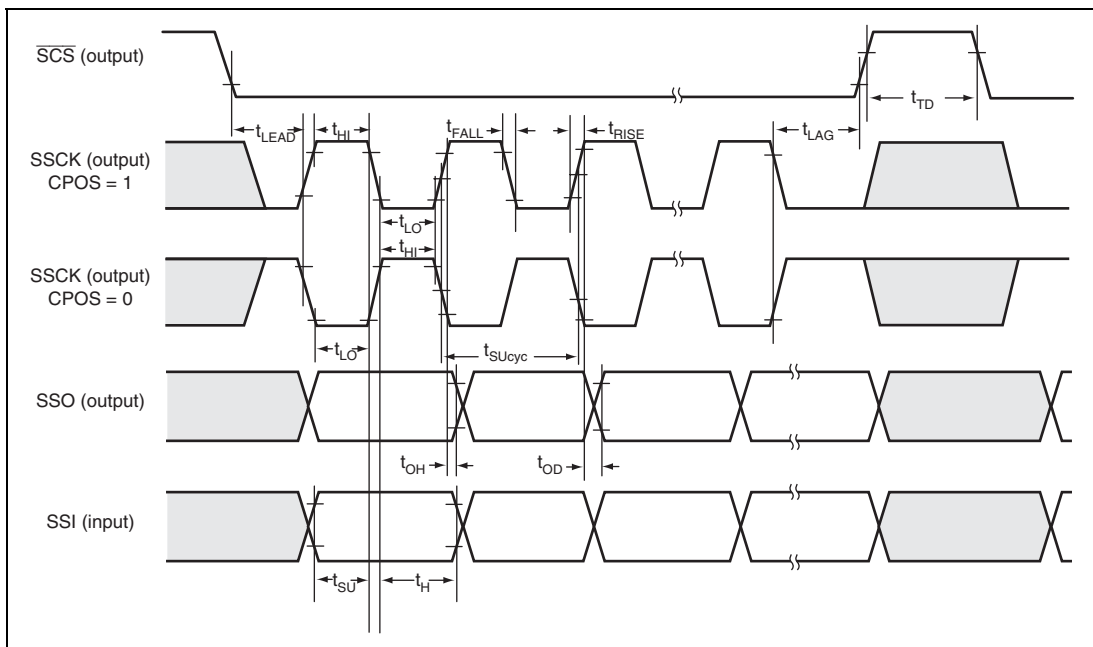 SCS (output)
tTD
tLEAD tHI tFALL tRISE tLAG
SSCK (output)
CPOS = 1
tLO
tHI
SSCK (output)
CPOS = 0
tLO tSUcyc
SSO (output)
tOH tOD
SSI (input)
tSU tH